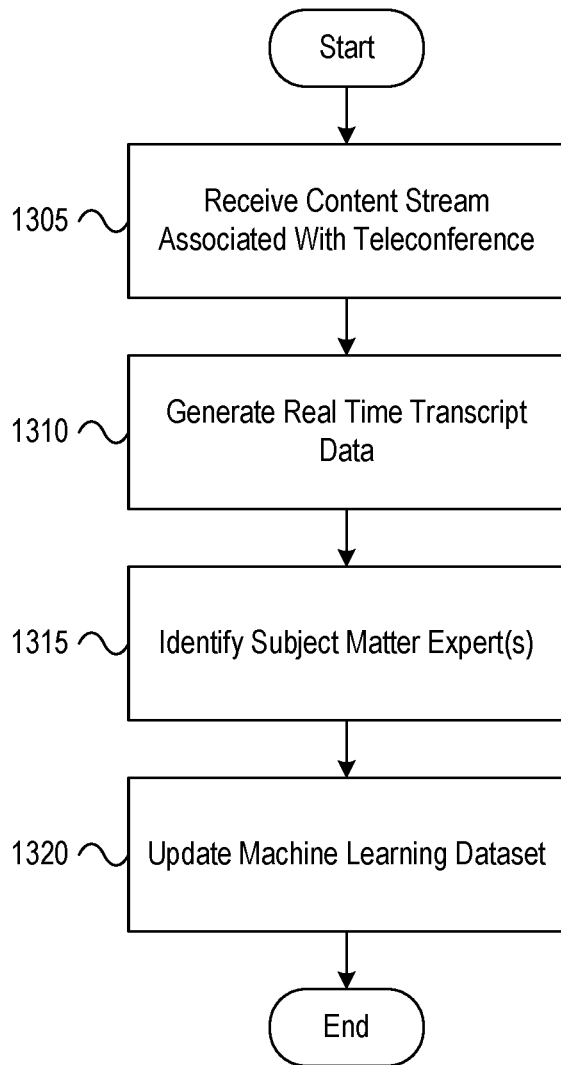 Start
1305
Receive Content Stream
Associated With Teleconference
1310
Generate Real Time Transcript
Data
1315
Identify Subject Matter Expert(s)
1320
Update Machine Learning Dataset
End